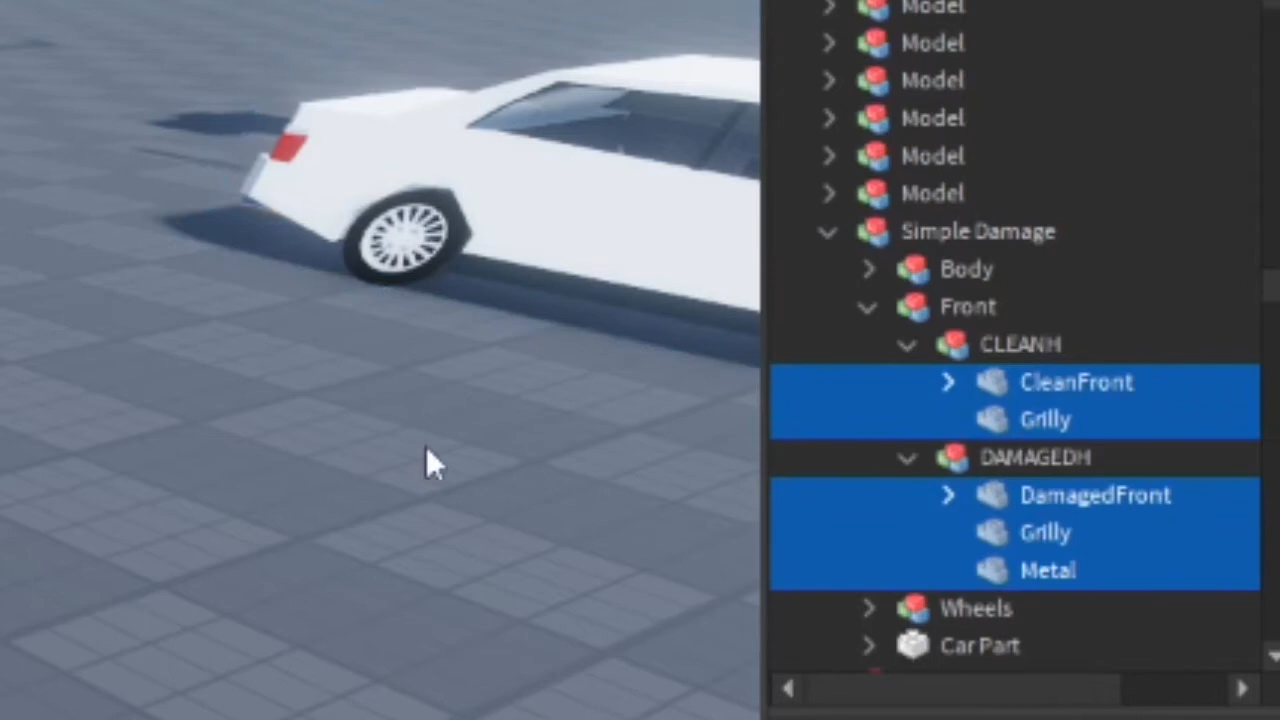 Model
Model
Model
Model
Model
Model
Simple Damage
Body
Front
CLEANH
CleanFront
Grilly
DAMAGEDH
DamagedFront
Grilly
Metal
Wheels
Car Part